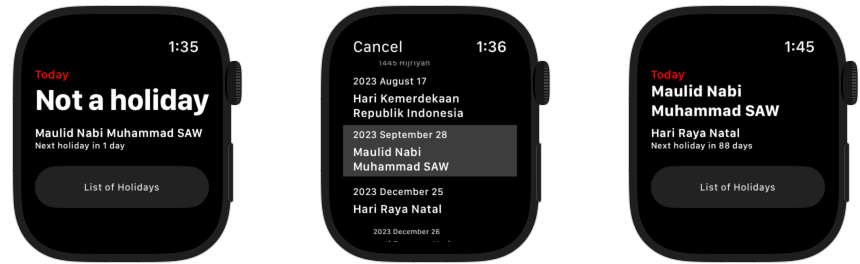 1:35
Today
Not a holiday
Maulid Nabi Muhammad SAW
Next holiday in 1 day
List of Holidays
Cancel
1:36
1445 Hijriyah
2023 August 17
Hari Kemerdekaan
Republik Indonesia
2023 September 28
Maulid Nabi
Muhammad SAW
2023 December 25
Hari Raya Natal
2023 December 26
1:45
Today
Maulid Nabi
Muhammad SAW
Hari Raya Natal
Next holiday in 88 days
List of Holidays